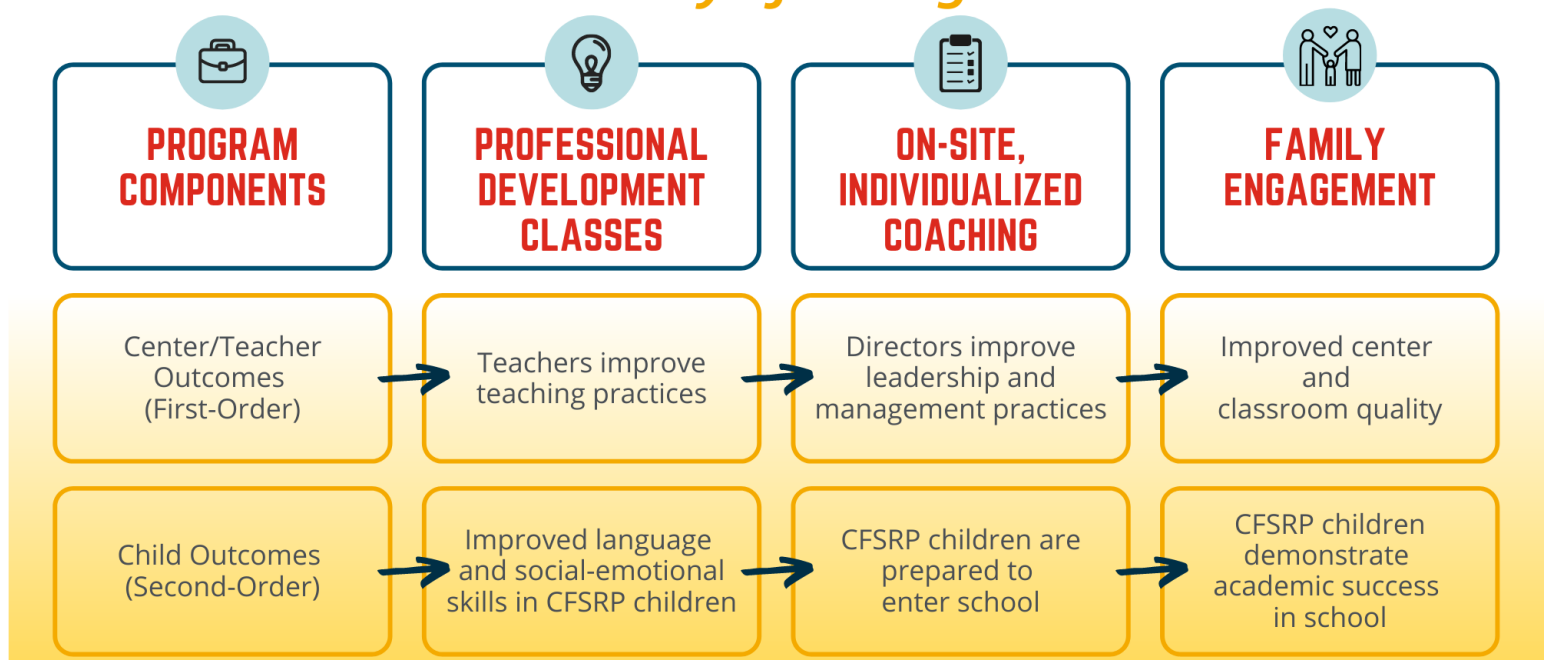 PROGRAM
COMPONENTS
PROFESSIONAL
DEVELOPMENT
CLASSES
ON-SITE,
INDIVIDUALIZED
COACHING
FAMILY
ENGAGEMENT
Center/Teacher
Outcomes
(First-Order)
Teachers improve
teaching practices
Directors improve
leadership and
management practices
Improved center
and
classroom quality
Child Outcomes
(Second-Order)
Improved language
and social-emotional
skills in CFSRP children
CFSRP children are
prepared to
enter school
CFSRP children
demonstrate
academic success
in school